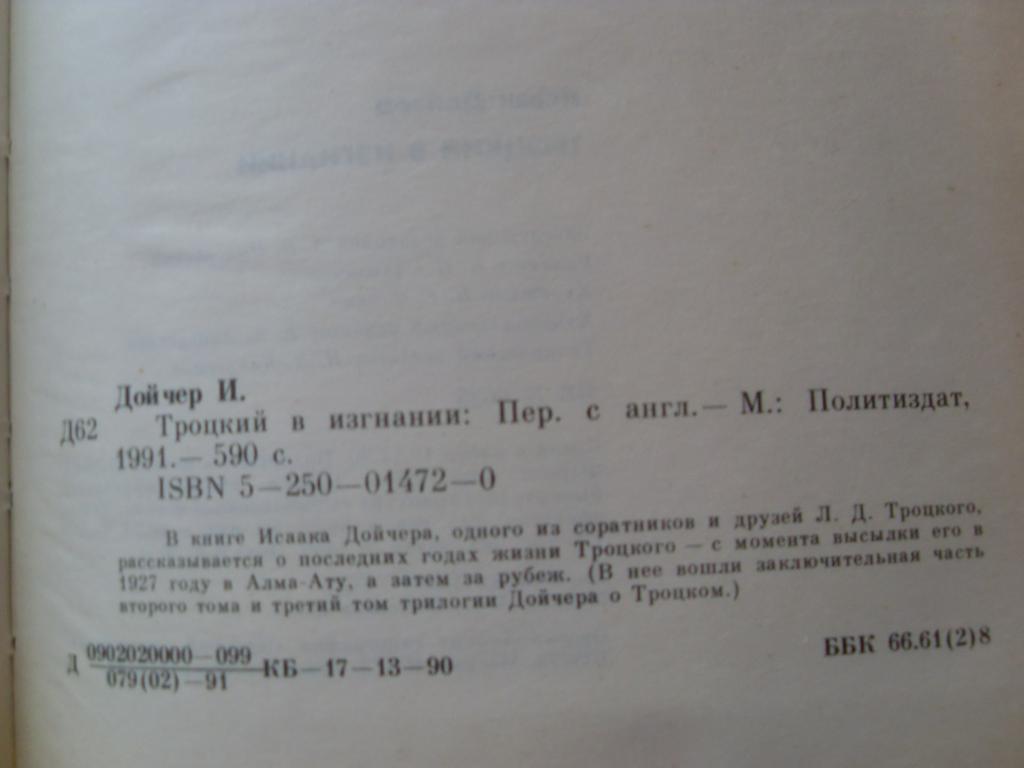 Дойчер И.
Д62 Троцкий в изгнании: Пер. с англ.— М.: Политиздат,
1991.— 590 с.
ISBN 5—250—01472—0
В книге Исаака Дойчера, одного из соратников и друзей Л. Д. Троцкого,
рассказывается о последних годах жизни Троцкого — с момента высылки его в
1927 году в Алма-Ату, а затем за рубеж. (В нее вошли заключительная часть
второго тома и третий том трилогии Дойчера о Троцком.)
Д 0902020000—099
079(02)—91 КБ—17—13—90
ББК 66.61(2)8